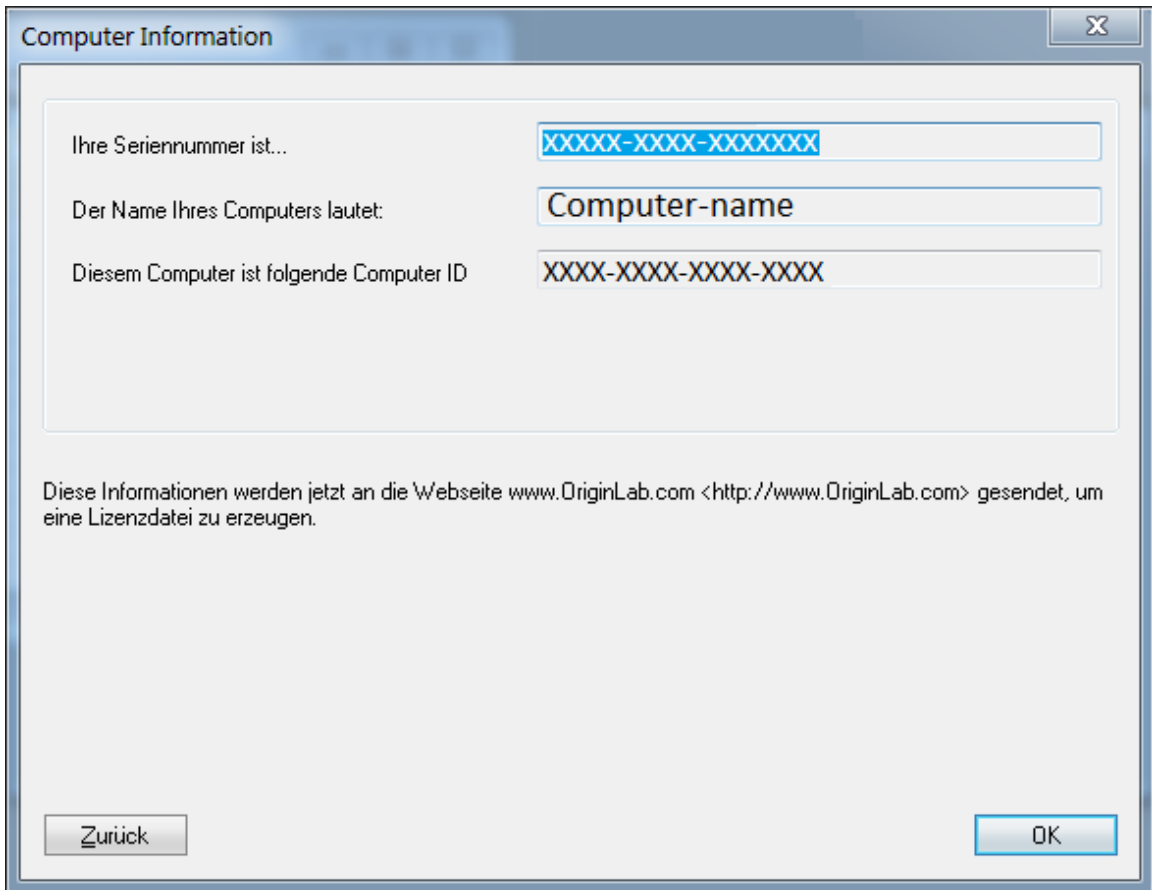 Computer Information
Ihre Seriennummer ist...
XXXXX-XXXX-XXXXXXX
Der Name Ihres Computers lautet:
Computer-name
Diesem Computer ist folgende Computer ID
XXXX-XXXX-XXXX-XXXX
Diese Informationen werden jetzt an die Webseite www.OriginLab.com <http://www.OriginLab.com> gesendet, um
eine Lizenzdatei zu erzeugen.
Zurück
OK